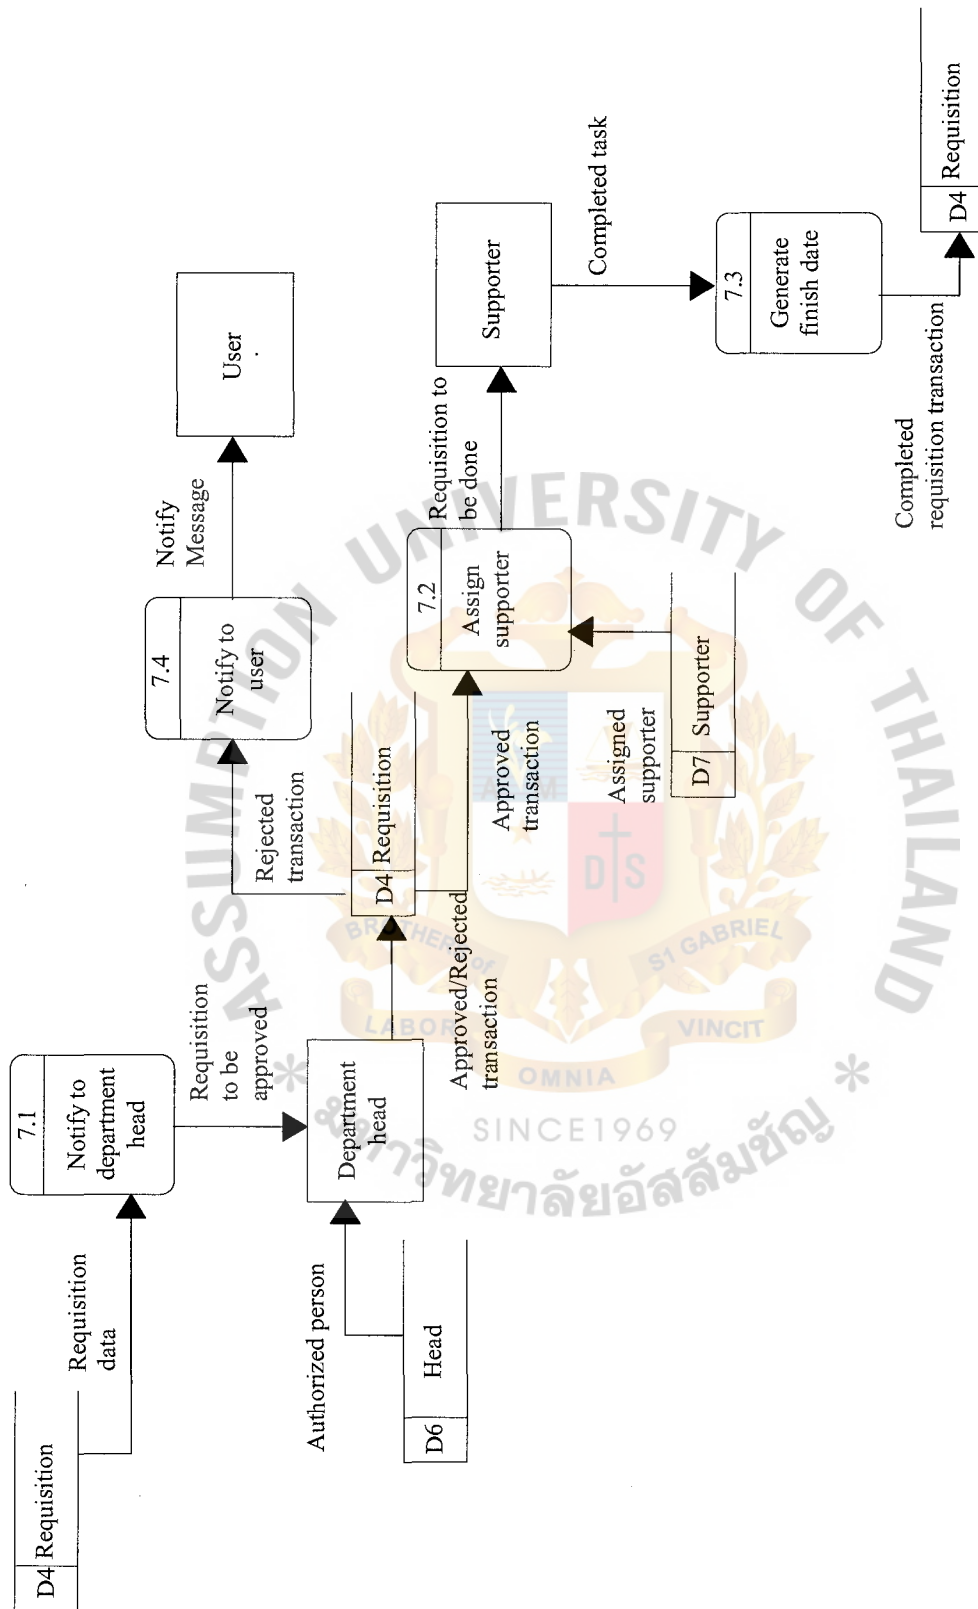 D4 Requisition
Requisition
data
7.1
Notify to
department
head
Requisition
to be
approved
Authorized person
D6 Head
Department
head
Approved/Rejected
transaction
D4 Requisition
Rejected
transaction
7.4
Notify to
user
Notify
Message
User
Approved
transaction
Assigned
supporter
D7 Supporter
7.2
Assign
supporter
Requisition to
be done
Supporter
Completed task
7.3
Generate
finish date
Completed
requisition transaction
D4 Requisition
ASSUMPTION UNIVERSITY OF THAILAND
D S
BROTHERS of
S1 GABRIEL
LABOR
OMNIA
VINCIT
SINCE1969
* มหาวิทยาลัยอัสสัมชัญ *